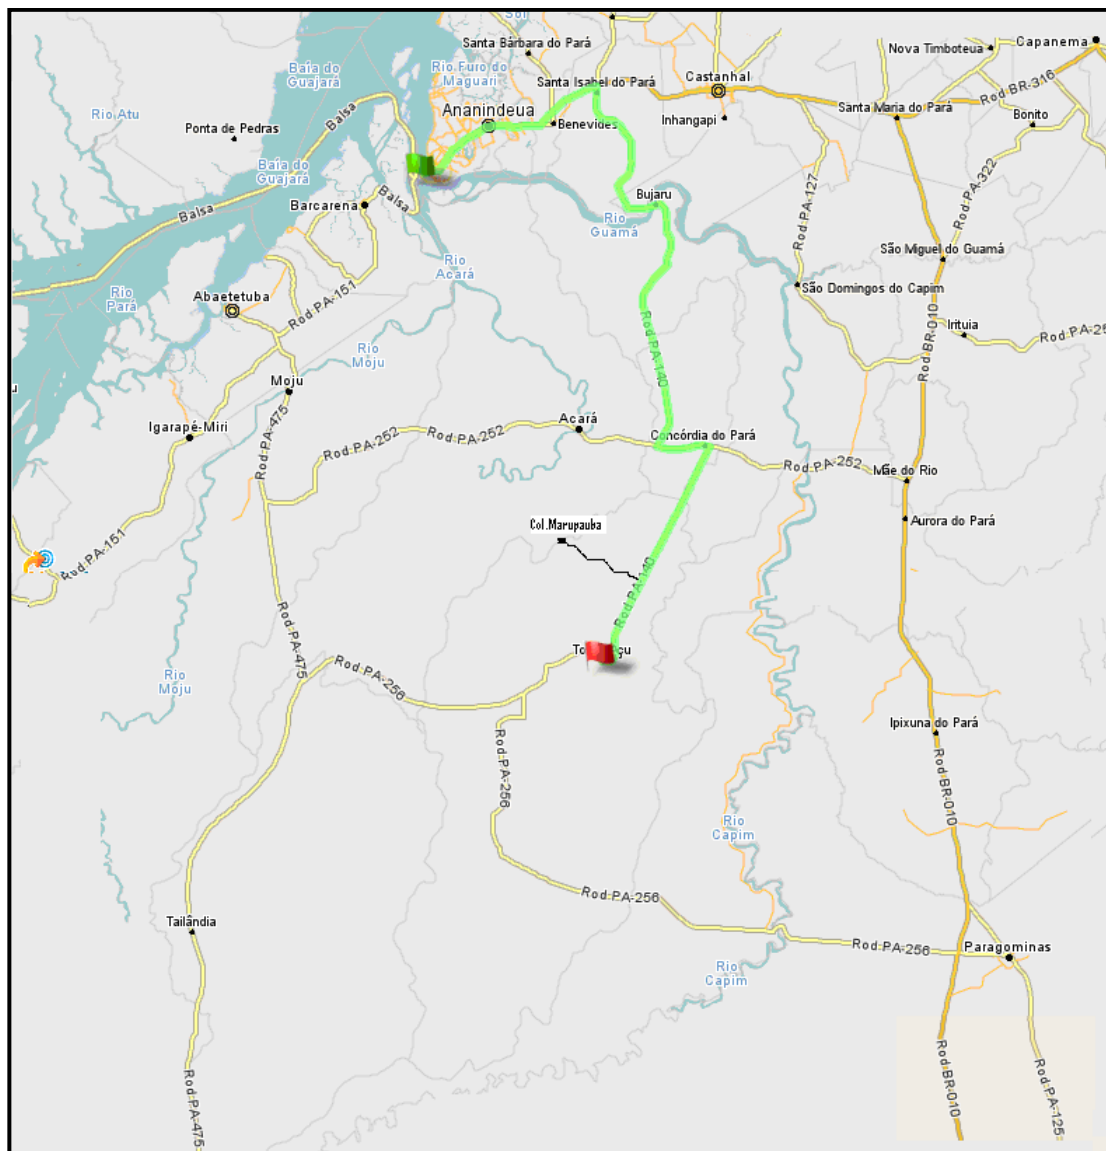 Sol
Santa Bárbara do Pará
Nova Timboteua
Capanema
Baía do
Guajará
Rio Furo do
Maguari
Santa Isabel do Pará
Castanhal
Rod BR-316
Rio Atu
Balsa
Ananindeua
Santa Maria do Pará
Bonito
Ponta de Pedras
Benevides
Inhangapi
Baía do
Guajará
Rod PA-127
Rod PA-322
Barcarena
Balsa
Balsa
Bujaru
Rio
Guamá
São Miguel do Guamá
Rio
Acará
Rio
Pará
Abaetetuba
Rod PA-151
São Domingos do Capim
Irituia
Rod PA-25
Rod PA-140
Rod BR-010
Rio
Moju
Moju
u
Igarapé-Miri
Rod PA-475
Rod PA-252
Rod PA-252
Acará
Concórdia do Pará
Rod PA-252
Mãe do Rio
Aurora do Pará
Col.Marupauba
Rod PA-151
Rod PA-140
Rod PA-475
Rod PA-256
Rio
Moju
Ipixuna do Pará
Rod PA-256
Rod BR-010
Rio
Capim
Rod PA-256
Tailândia
Rod PA-256
Paragominas
Rio
Capim
Rod PA-475
Rod BR-010
Rod PA-125